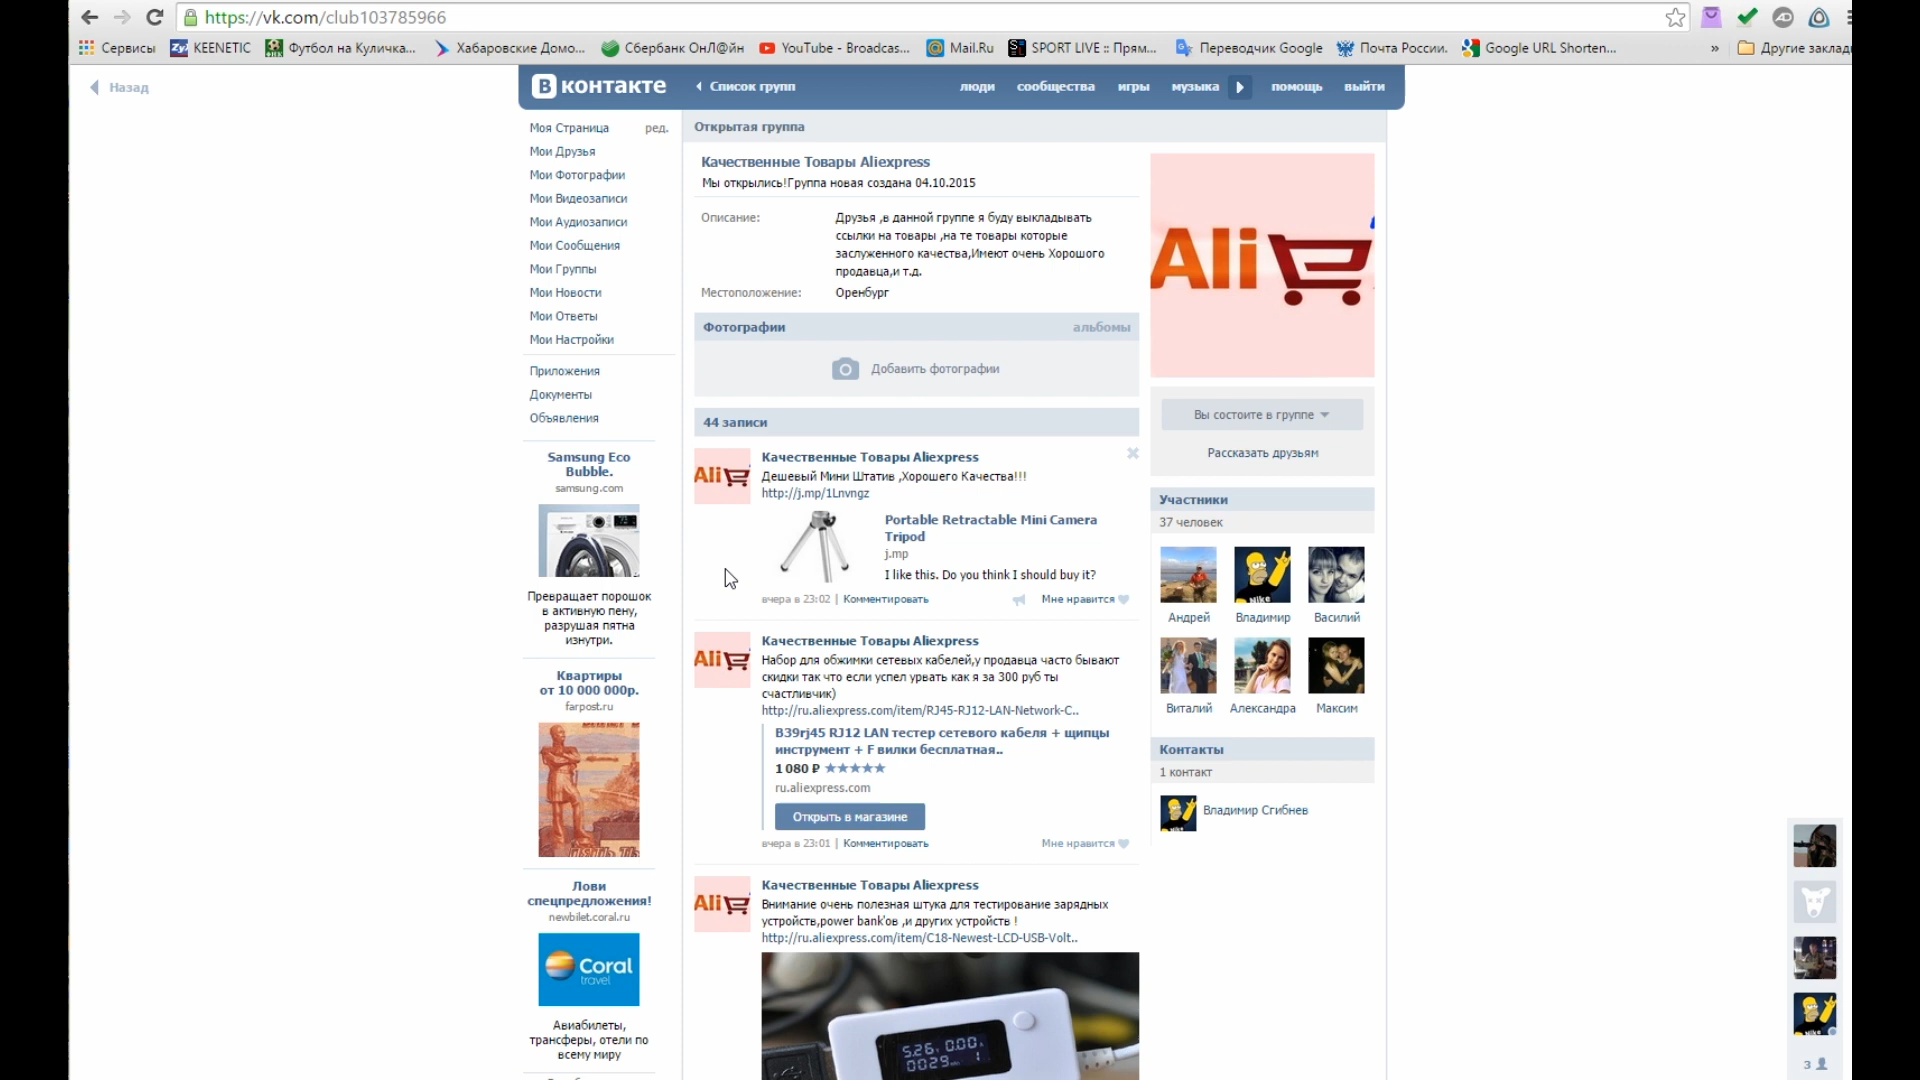 https://vk.com/club103785966
Сервисы
KEENETIC
Футбол на Куличка...
Хабаровские Домо...
Сбербанк ОнЛ@йн
YouTube - Broadcas...
Mail.Ru
SPORT LIVE :: Прям...
Переводчик Google
Почта России.
Google URL Shorten...
»
Другие заклад
Назад
В контакте
Список групп
люди
сообщества
игры
музыка
помощь
выйти
Моя Страница ред.
Мои Друзья
Мои Фотографии
Мои Видеозаписи
Мои Аудиозаписи
Мои Сообщения
Мои Группы
Мои Новости
Мои Ответы
Мои Настройки
Приложения
Документы
Объявления
Samsung Eco
Bubble.
samsung.com
Превращает порошок
в активную пену,
разрушая пятна
изнутри.
Квартиры
от 10 000 000р.
farpost.ru
Лови
спецпредложения!
newbilet.coral.ru
Coral
travel
Авиабилеты,
трансферы, отели по
всему миру
Открытая группа
Качественные Товары Aliexpress
Мы открылись!Группа новая создана 04.10.2015
Описание: Друзья ,в данной группе я буду выкладывать
ссылки на товары ,на те товары которые
заслуженного качества,Имеют очень Хорошого
продавца,и т.д.
Местоположение: Оренбург
Фотографии альбомы
Добавить фотографии
44 записи
Ali
Качественные Товары Aliexpress
Дешевый Мини Штатив ,Хорошего Качества!!!
http://j.mp/1Lnvngz
Portable Retractable Mini Camera
Tripod
j.mp
I like this. Do you think I should buy it?
вчера в 23:02 | Комментировать
Мне нравится
Ali
Качественные Товары Aliexpress
Набор для обжимки сетевых кабелей,у продавца часто бывают
скидки так что если успел урвать как я за 300 руб ты
счастливчик)
http://ru.aliexpress.com/item/RJ45-RJ12-LAN-Network-C..
B39rj45 RJ12 LAN тестер сетевого кабеля + щипцы
инструмент + F вилки бесплатная..
1 080 ₽ ★★★★★
ru.aliexpress.com
Открыть в магазине
вчера в 23:01 | Комментировать
Мне нравится
Ali
Качественные Товары Aliexpress
Внимание очень полезная штука для тестирование зарядных
устройств,power bank'ов ,и других устройств !
http://ru.aliexpress.com/item/C18-Newest-LCD-USB-Volt..
Ali
Вы состоите в группе
Рассказать друзьям
Участники
37 человек
Андрей
Владимир
Василий
Виталий
Александра
Максим
Контакты
1 контакт
Владимир Сгибнев
3